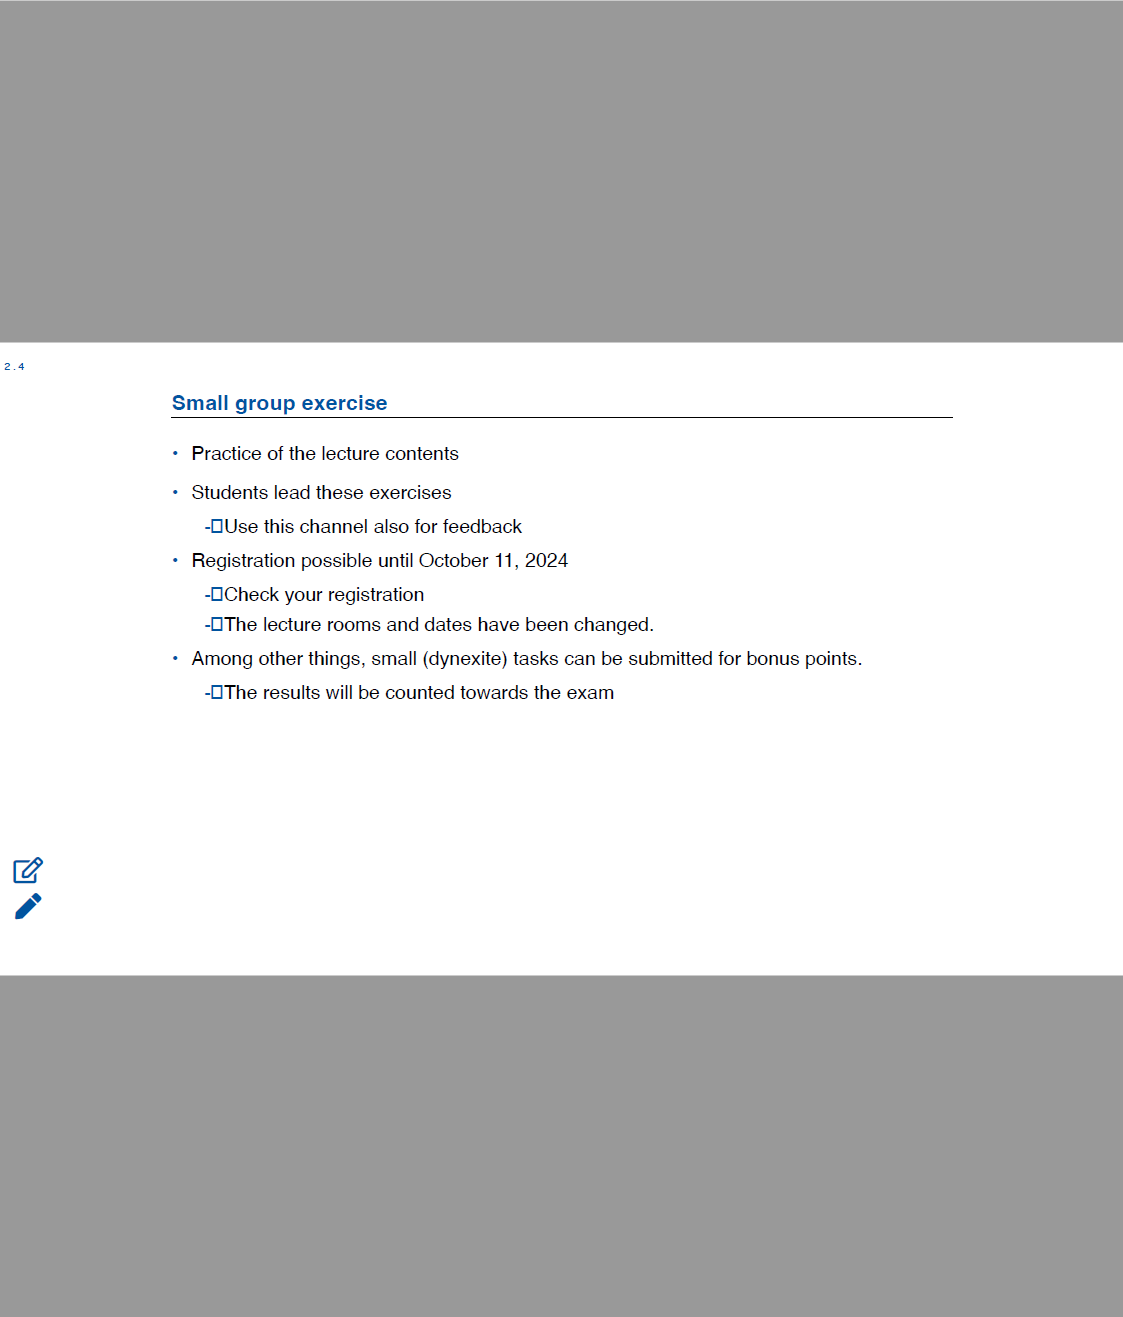 2.4
Small group exercise
• Practice of the lecture contents
• Students lead these exercises
-□Use this channel also for feedback
• Registration possible until October 11, 2024
-□Check your registration
-□The lecture rooms and dates have been changed.
• Among other things, small (dynexite) tasks can be submitted for bonus points.
-□The results will be counted towards the exam